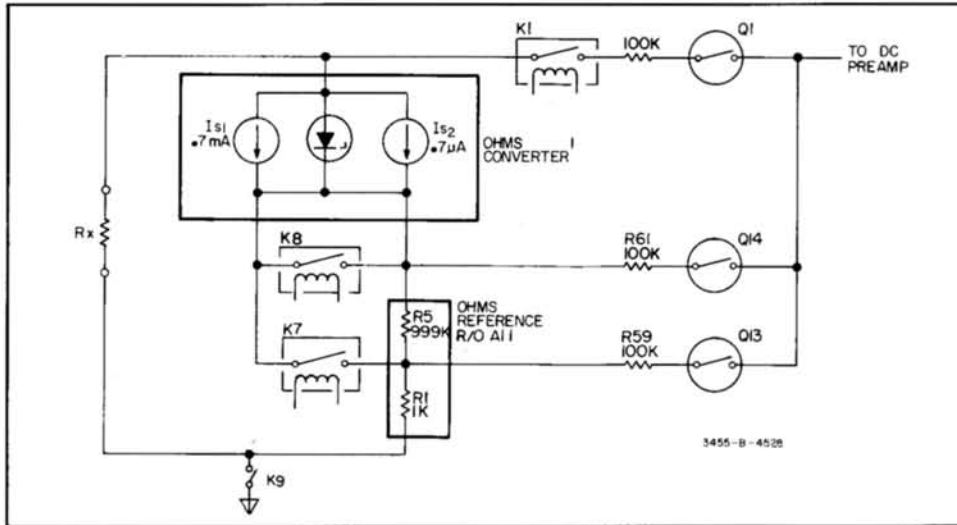 K1
100K
Q1
TO DC
PREAMP
Is1
.7mA
Is2
.7µA
OHMS
CONVERTER
Rx
K8
R61
100K
Q14
R5
999K
OHMS
REFERENCE
R/O A11
K7
R59
100K
Q13
R1
1K
3455-B-4528
K9